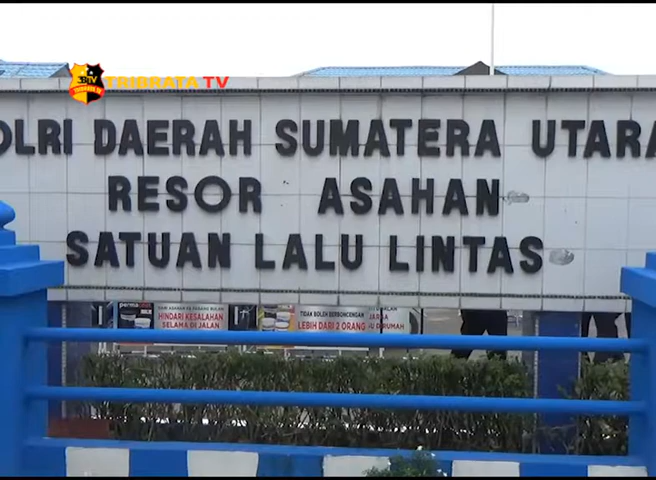 TRIBRATA TV
OLRI DAERAH SUMATERA UTARA
RESOR ASAHAN
SATUAN LALU LINTAS
HINDARI KESALAHAN
SELAMA DI JALAN
TIDAK BOLEH BERBONCENGAN
LEBIH DARI 2 ORANG